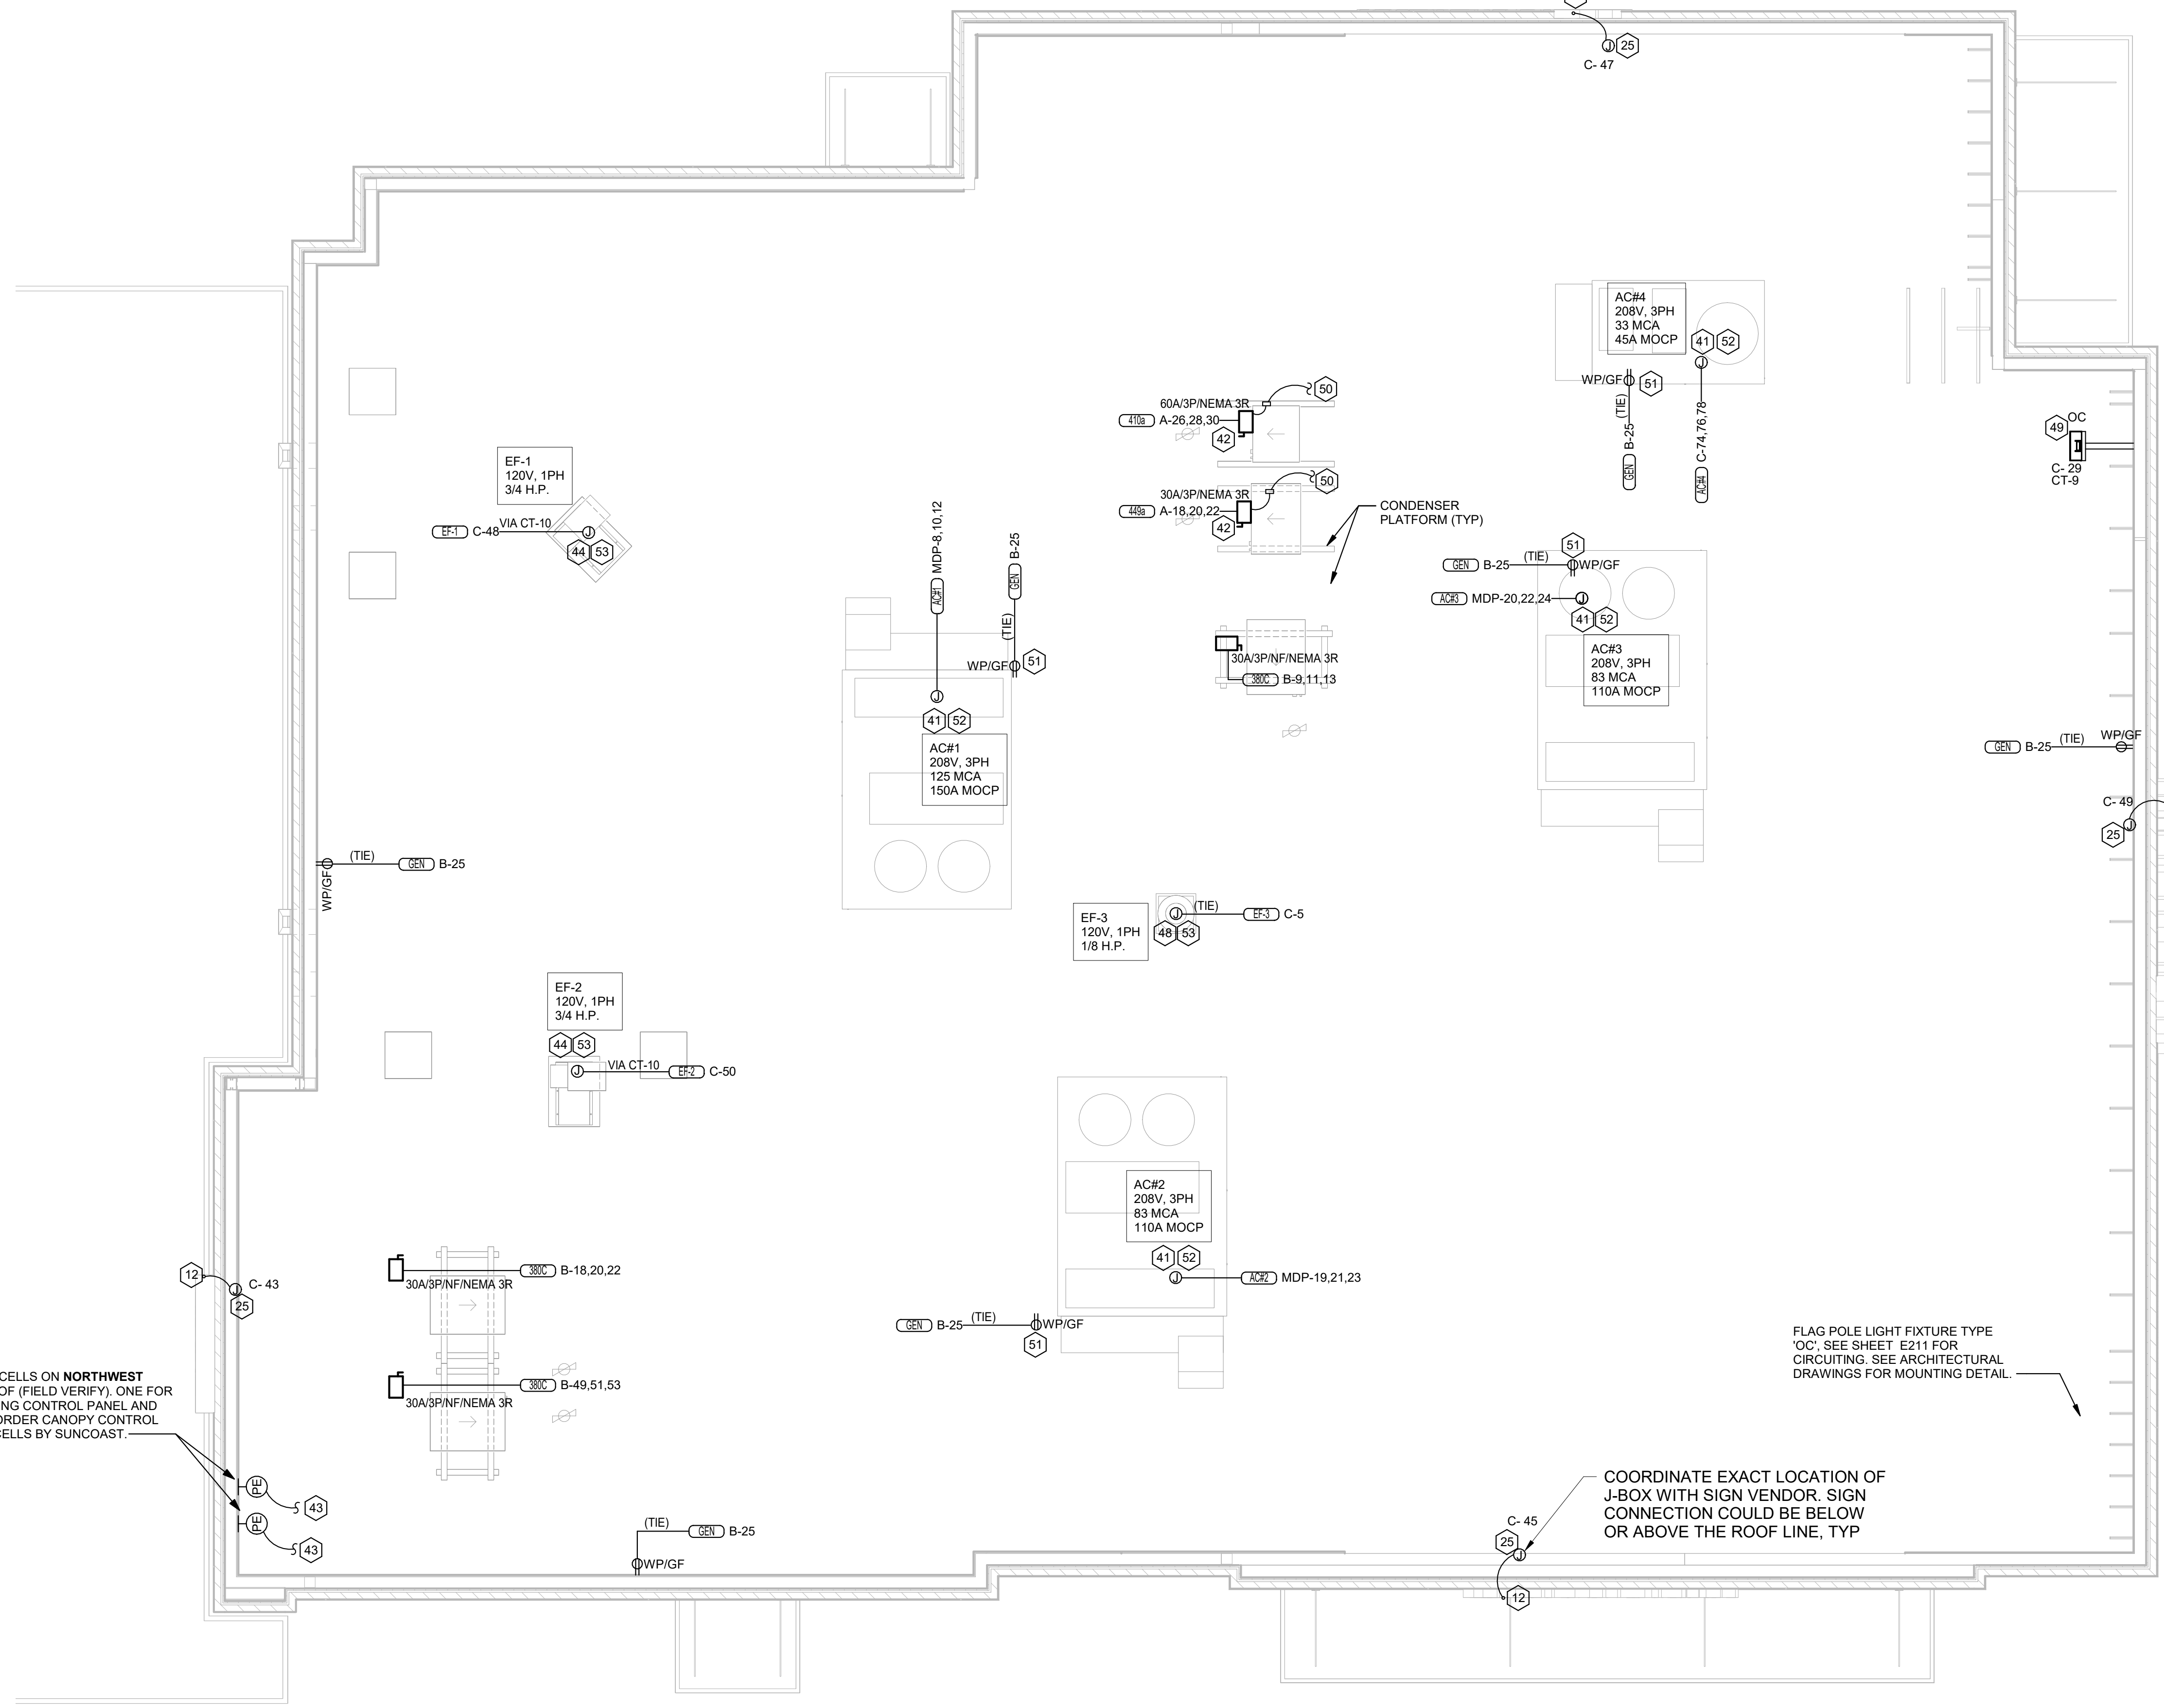 25
C- 47
AC#4
208V, 3PH
33 MCA
45A MOCP
41 52
WP/GF 51
(TIE)
GEN B-25
AC#4 C-74,76,78
50
60A/3P/NEMA 3R
410a A-26,28,30
42
50
30A/3P/NEMA 3R
449a A-18,20,22
42
CONDENSER
PLATFORM (TYP)
49 OC
C- 29
CT-9
EF-1
120V, 1PH
3/4 H.P.
EF-1 C-48 VIA CT-10
44 53
AC#1 MDP-8,10,12
GEN B-25
(TIE)
WP/GF 51
41 52
AC#1
208V, 3PH
125 MCA
150A MOCP
30A/3P/NF/NEMA 3R
380C B-9,11,13
51
GEN B-25 (TIE) WP/GF
AC#3 MDP-20,22,24
41 52
AC#3
208V, 3PH
83 MCA
110A MOCP
GEN B-25 (TIE) WP/GF
C- 49
25
(TIE) GEN B-25
WP/GF
EF-3
120V, 1PH
1/8 H.P.
(TIE) EF-3 C-5
48 53
EF-2
120V, 1PH
3/4 H.P.
44 53
VIA CT-10 EF-2 C-50
AC#2
208V, 3PH
83 MCA
110A MOCP
41 52
AC#2 MDP-19,21,23
GEN B-25 (TIE) WP/GF
51
12 C- 43
25
380C B-18,20,22
30A/3P/NF/NEMA 3R
380C B-49,51,53
30A/3P/NF/NEMA 3R
CELLS ON NORTHWEST
OF (FIELD VERIFY). ONE FOR
NG CONTROL PANEL AND
ORDER CANOPY CONTROL
CELLS BY SUNCOAST.
PE 43
PE 43
(TIE) GEN B-25
WP/GF
FLAG POLE LIGHT FIXTURE TYPE
'OC', SEE SHEET E211 FOR
CIRCUITING. SEE ARCHITECTURAL
DRAWINGS FOR MOUNTING DETAIL.
COORDINATE EXACT LOCATION OF
J-BOX WITH SIGN VENDOR. SIGN
CONNECTION COULD BE BELOW
OR ABOVE THE ROOF LINE, TYP
C- 45
25
12